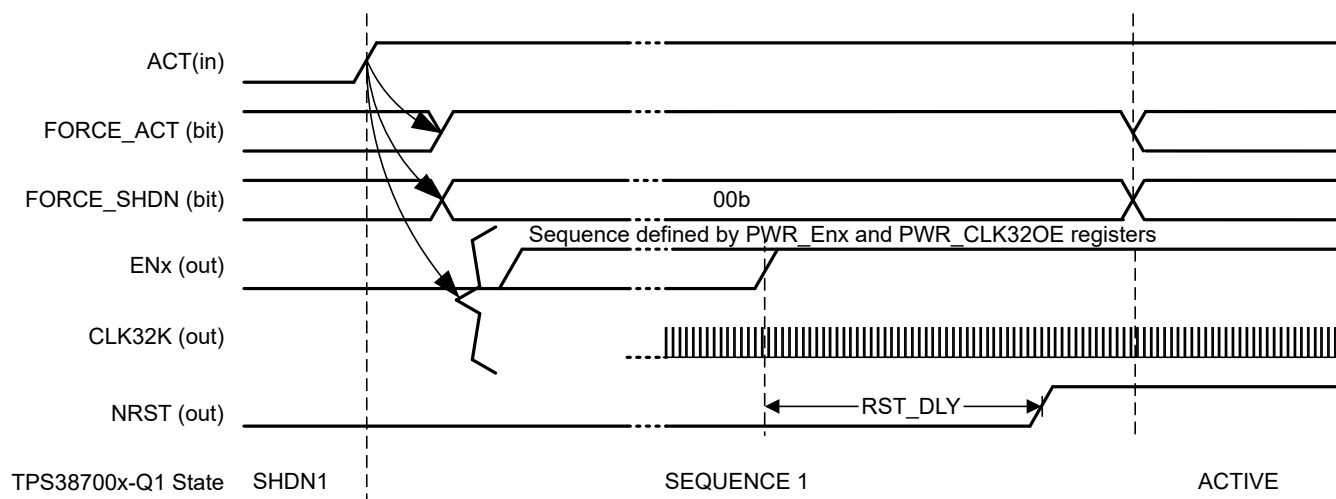 ACT(in)
FORCE_ACT (bit)
FORCE_SHDN (bit)
00b
Sequence defined by PWR_Enx and PWR_CLK32OE registers
ENx (out)
CLK32K (out)
NRST (out)
RST_DLY
TPS38700x-Q1 State SHDN1 SEQUENCE 1 ACTIVE